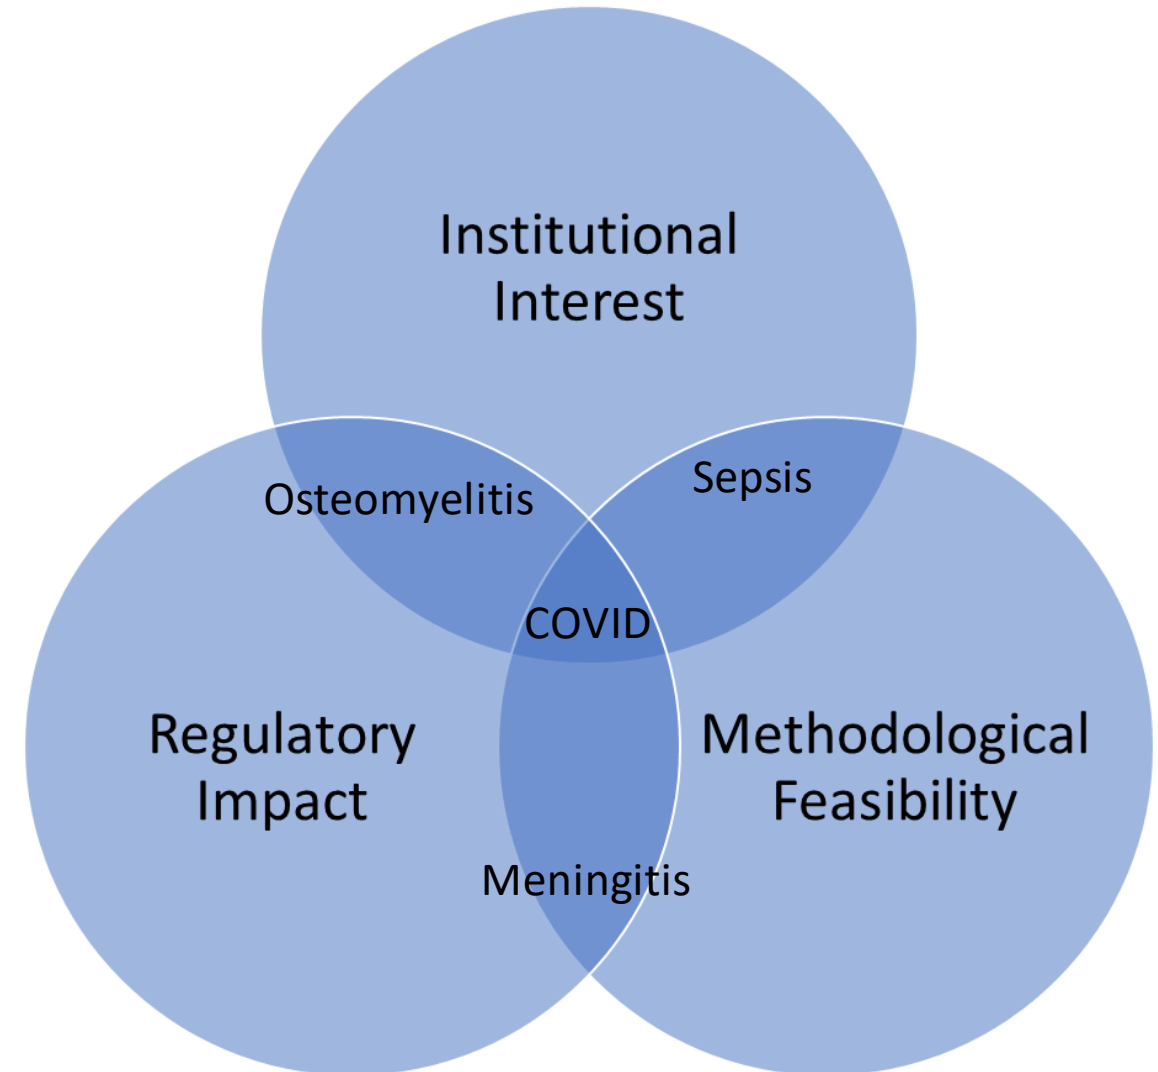 Institutional
Interest
Osteomyelitis
Sepsis
COVID
Regulatory
Impact
Methodological
Feasibility
Meningitis